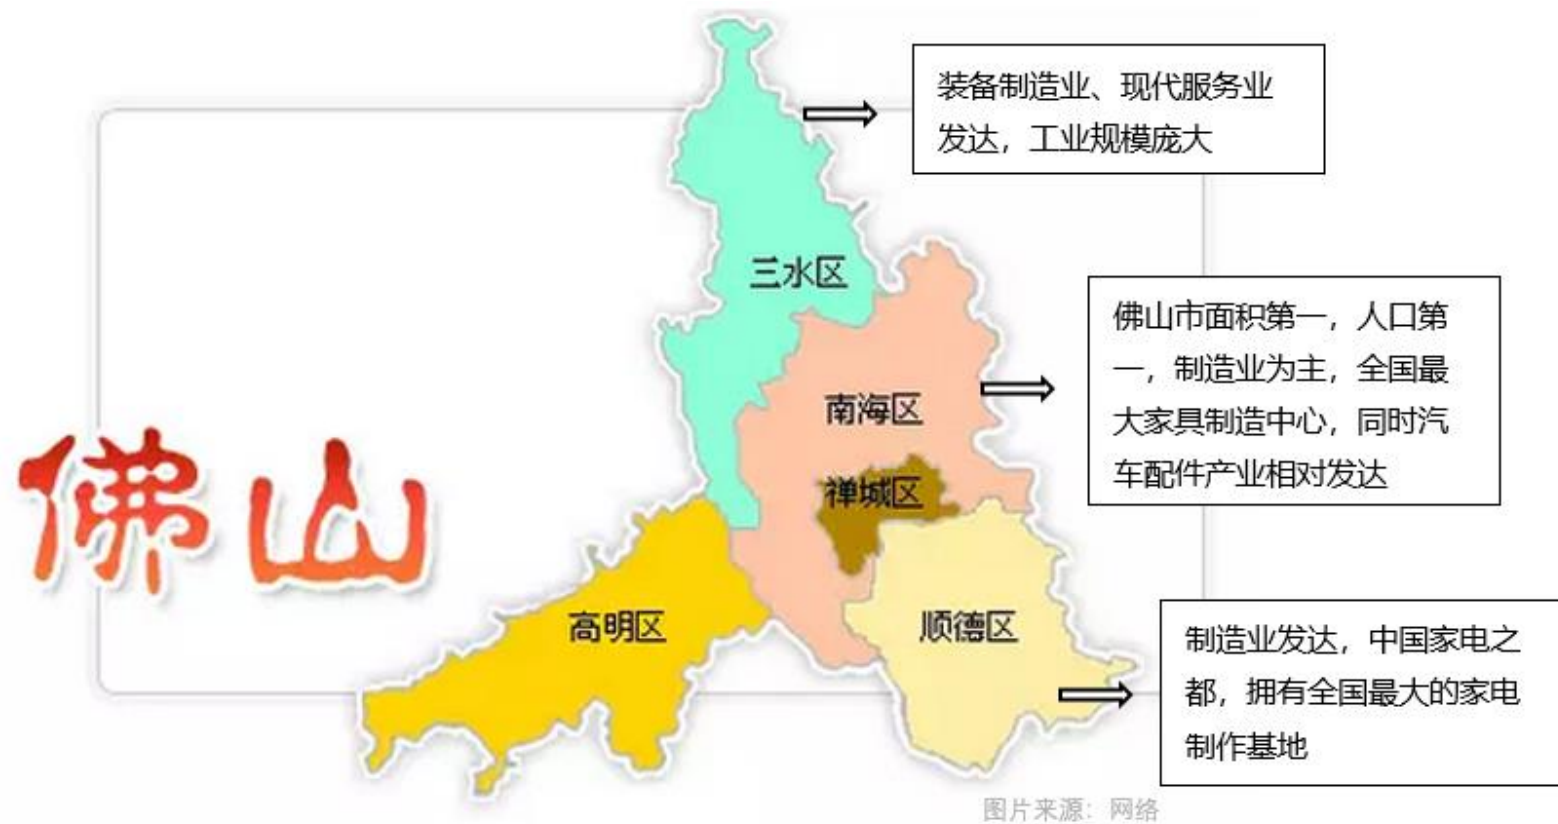 装备制造业、现代服务业
发达，工业规模庞大
三水区
佛山市面积第一，人口第
一，制造业为主，全国最
大家具制造中心，同时汽
车配件产业相对发达
南海区
禅城区
佛山
高明区
顺德区
制造业发达，中国家电之
都，拥有全国最大的家电
制作基地
图片来源：网络